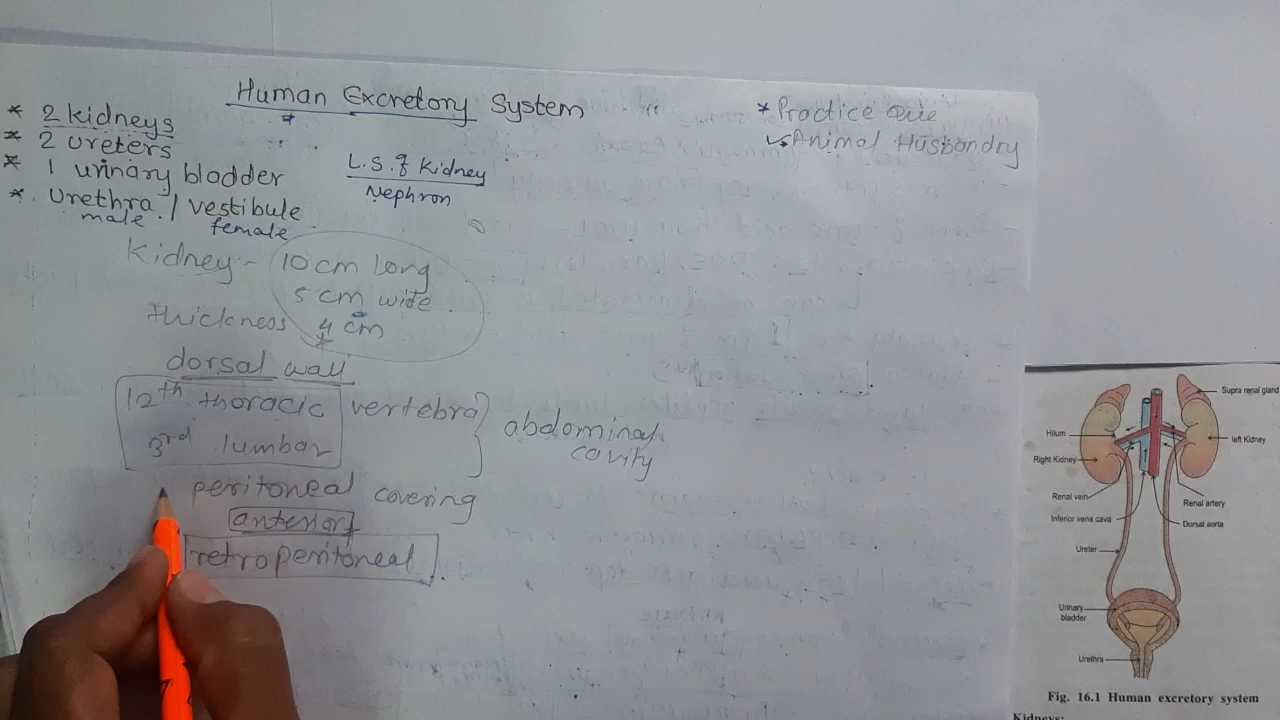 Human Excretory System
* 2 kidneys
* 2 ureters
* 1 urinary bladder
*. Urethra / vestibule
male. female
L.S. of Kidney
Nephron
* Practice Que
Animal Husbandry
Kidney - 10 cm long
5 cm wide
thickness 4 cm
dorsal wall
12th thoracic vertebra
3rd lumbar
abdominal
cavity
peritoneal covering
anterior
retroperitoneal
Supra renal gland
Hilum
left Kidney
Right Kidney
Renal vein
Renal artery
Inferior vena cava
Dorsal aorta
Ureter
Urinary
bladder
Urethra
Fig. 16.1 Human excretory system
Kidneys: